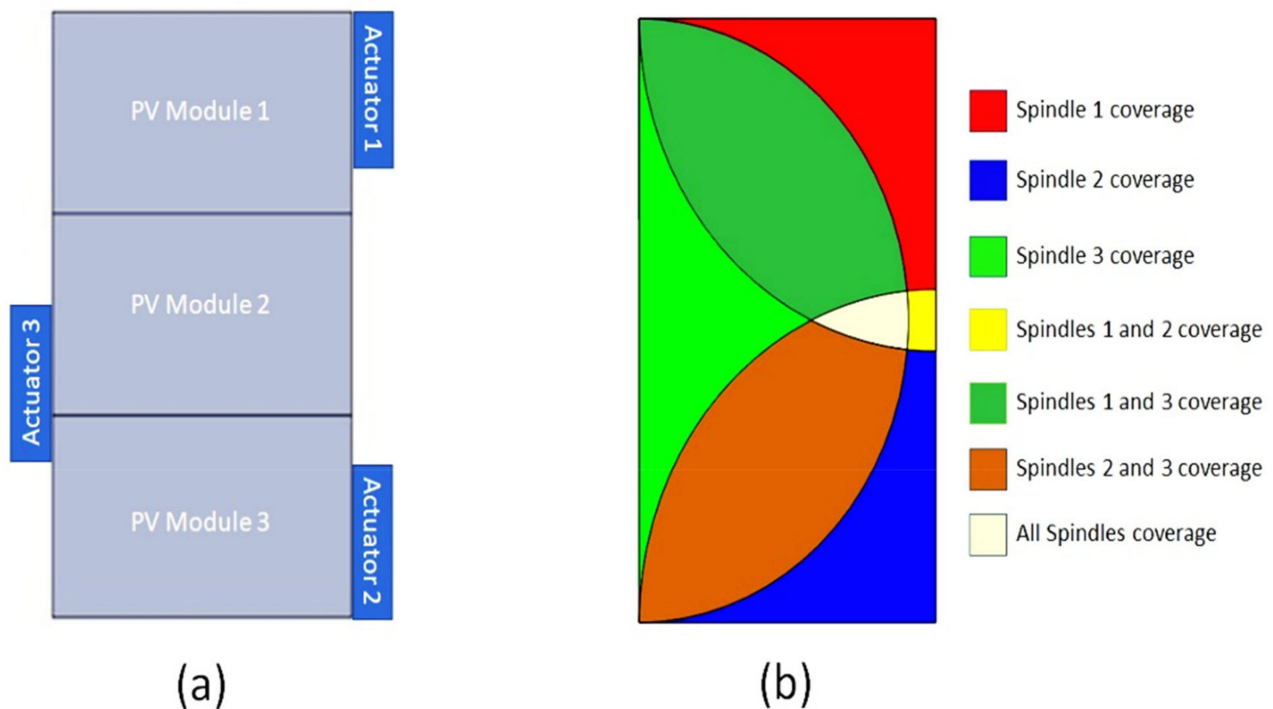 PV Module 1
Actuator 1
PV Module 2
Actuator 3
PV Module 3
Actuator 2
(a)
Spindle 1 coverage
Spindle 2 coverage
Spindle 3 coverage
Spindles 1 and 2 coverage
Spindles 1 and 3 coverage
Spindles 2 and 3 coverage
All Spindles coverage
(b)